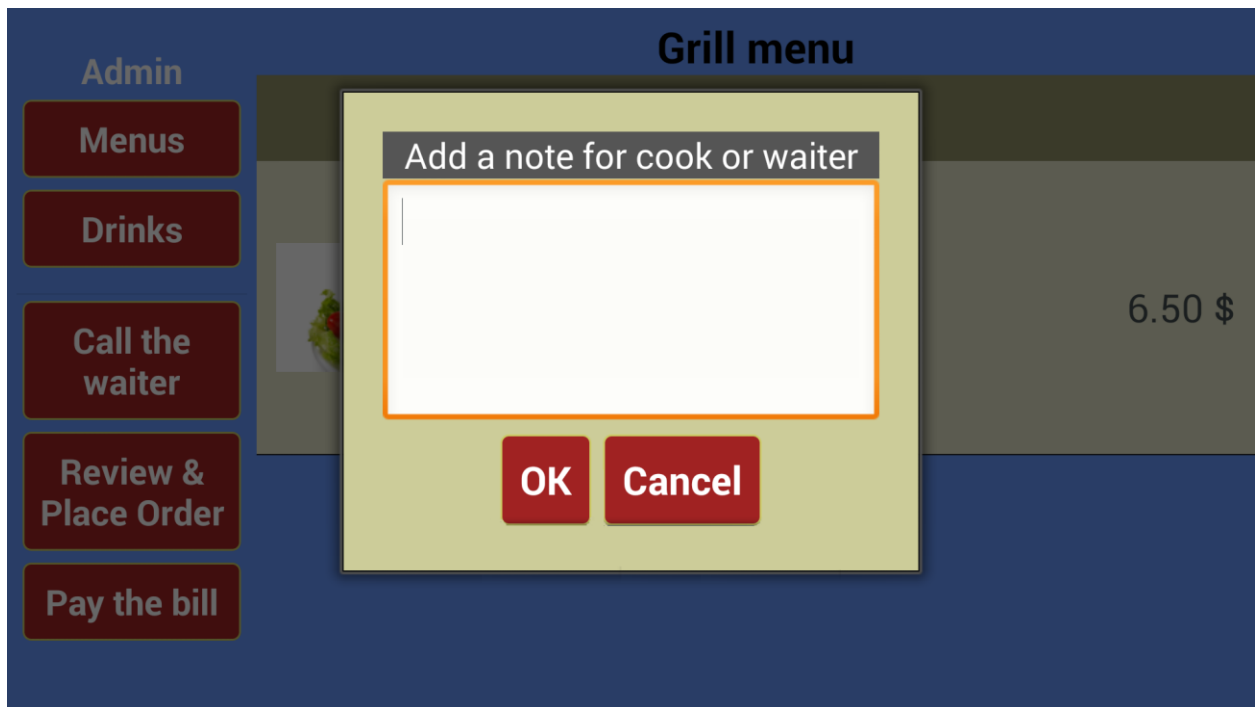 Grill menu
Admin
Menus
Drinks
Call the
waiter
Review &
Place Order
Pay the bill
Add a note for cook or waiter
OK
Cancel
6.50 $